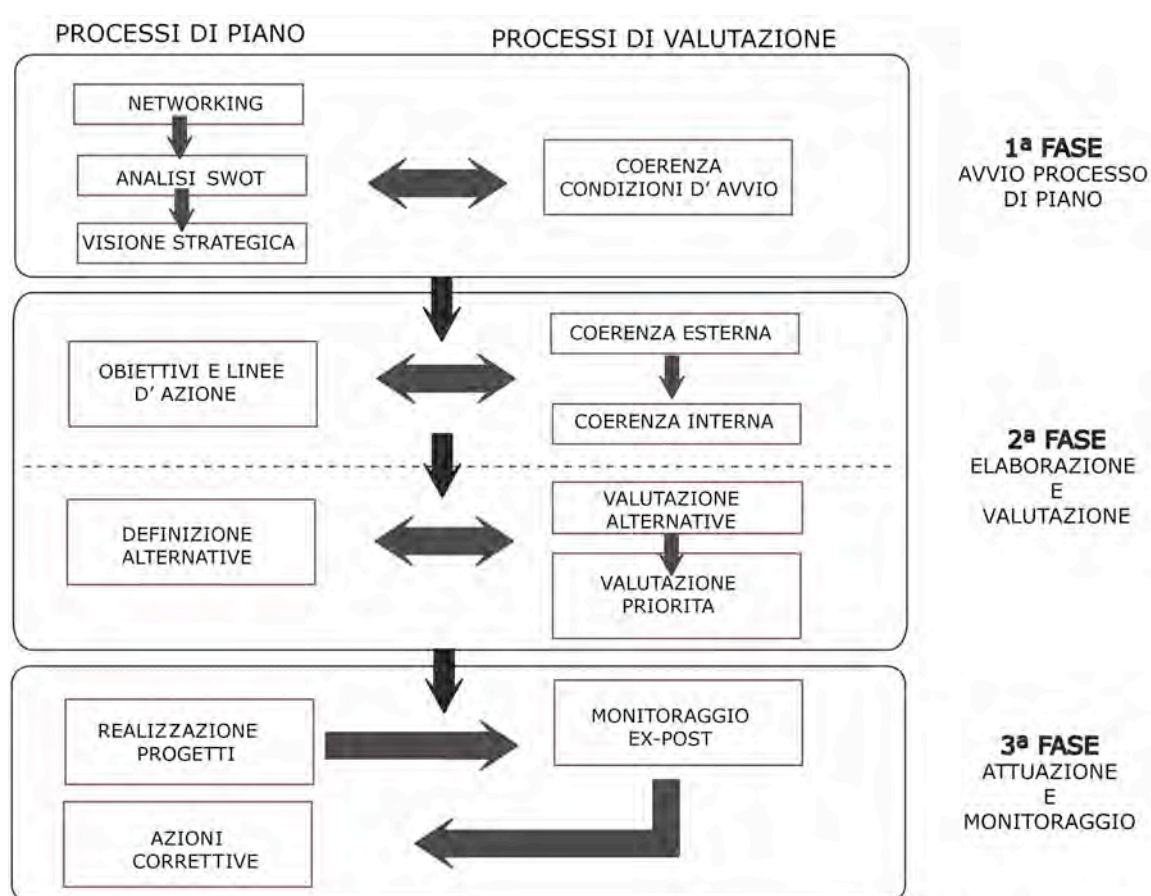 PROCESSI DI PIANO
PROCESSI DI VALUTAZIONE
NETWORKING
ANALISI SWOT
VISIONE STRATEGICA
COERENZA
CONDIZIONI D' AVVIO
1ª FASE
AVVIO PROCESSO
DI PIANO
OBIETTIVI E LINEE
D' AZIONE
COERENZA ESTERNA
COERENZA INTERNA
DEFINIZIONE
ALTERNATIVE
VALUTAZIONE
ALTERNATIVE
VALUTAZIONE
PRIORITA
2ª FASE
ELABORAZIONE
E
VALUTAZIONE
REALIZZAZIONE
PROGETTI
MONITORAGGIO
EX-POST
AZIONI
CORRETTIVE
3ª FASE
ATTUAZIONE
E
MONITORAGGIO